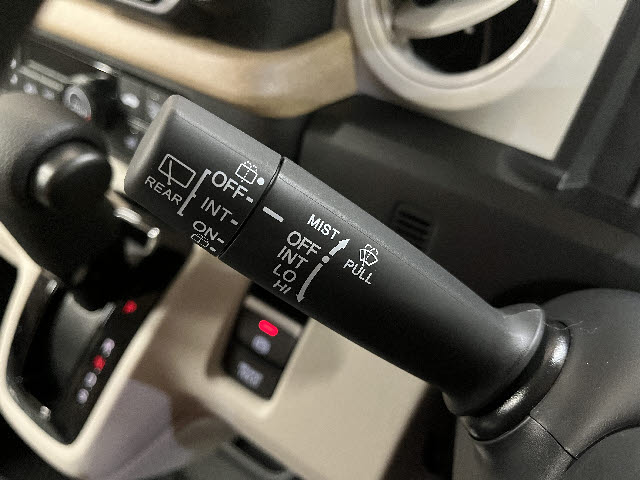 REAR
OFF
INT
ON
MIST
OFF
INT
LO
HI
PULL